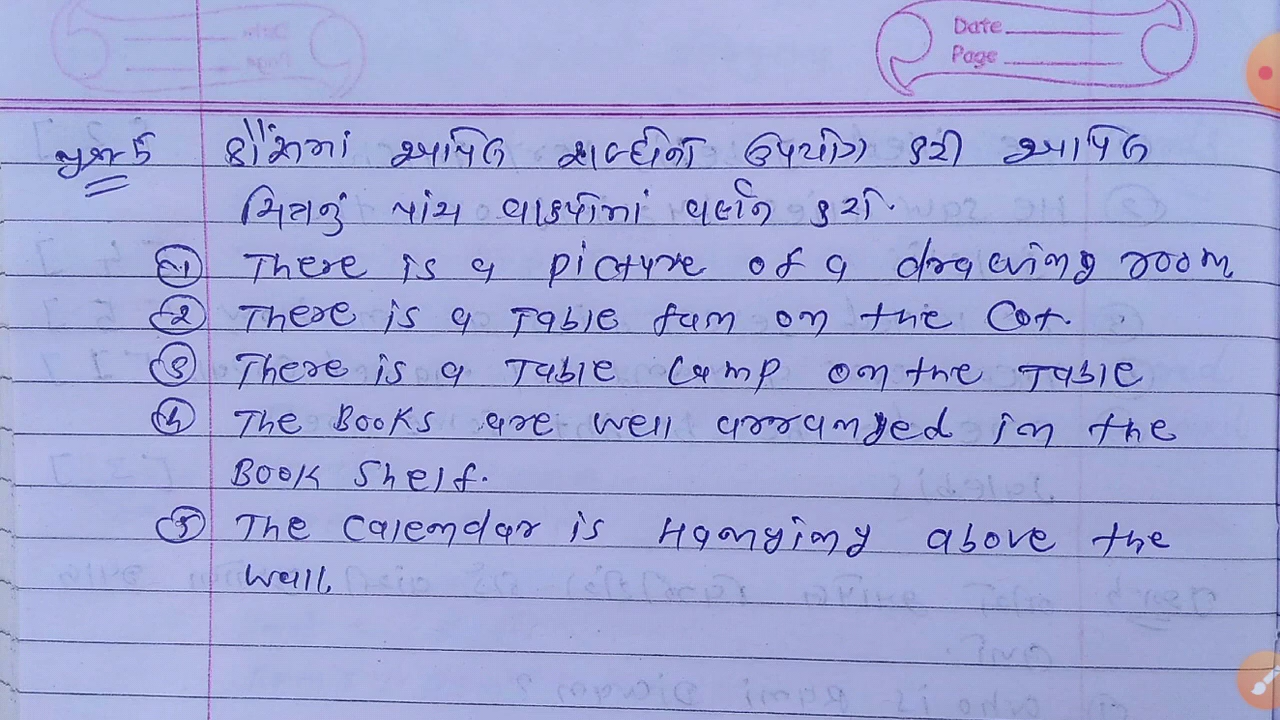 Date
Page
પ્રશ્ન ૬ કૌંસમાં આપેલ શબ્દોનો ઉપયોગ કરી આપેલ
ચિત્રનું પાંચ વાક્યોમાં વર્ણન કરો.
1 There is a picture of a drawing room
2 There is a Table fan on the Cot.
3 There is a Table Lamp on the Table
4 The Books are well arranged in the
Book Shelf.
5 The Calendar is Hanging above the
wall.